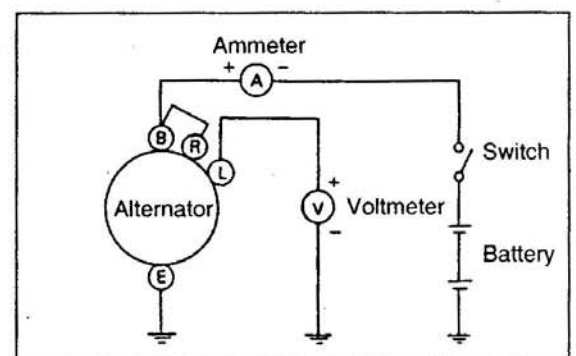 Ammeter
+ A −
B
R
L
Switch
Alternator
+
V Voltmeter
−
Battery
E